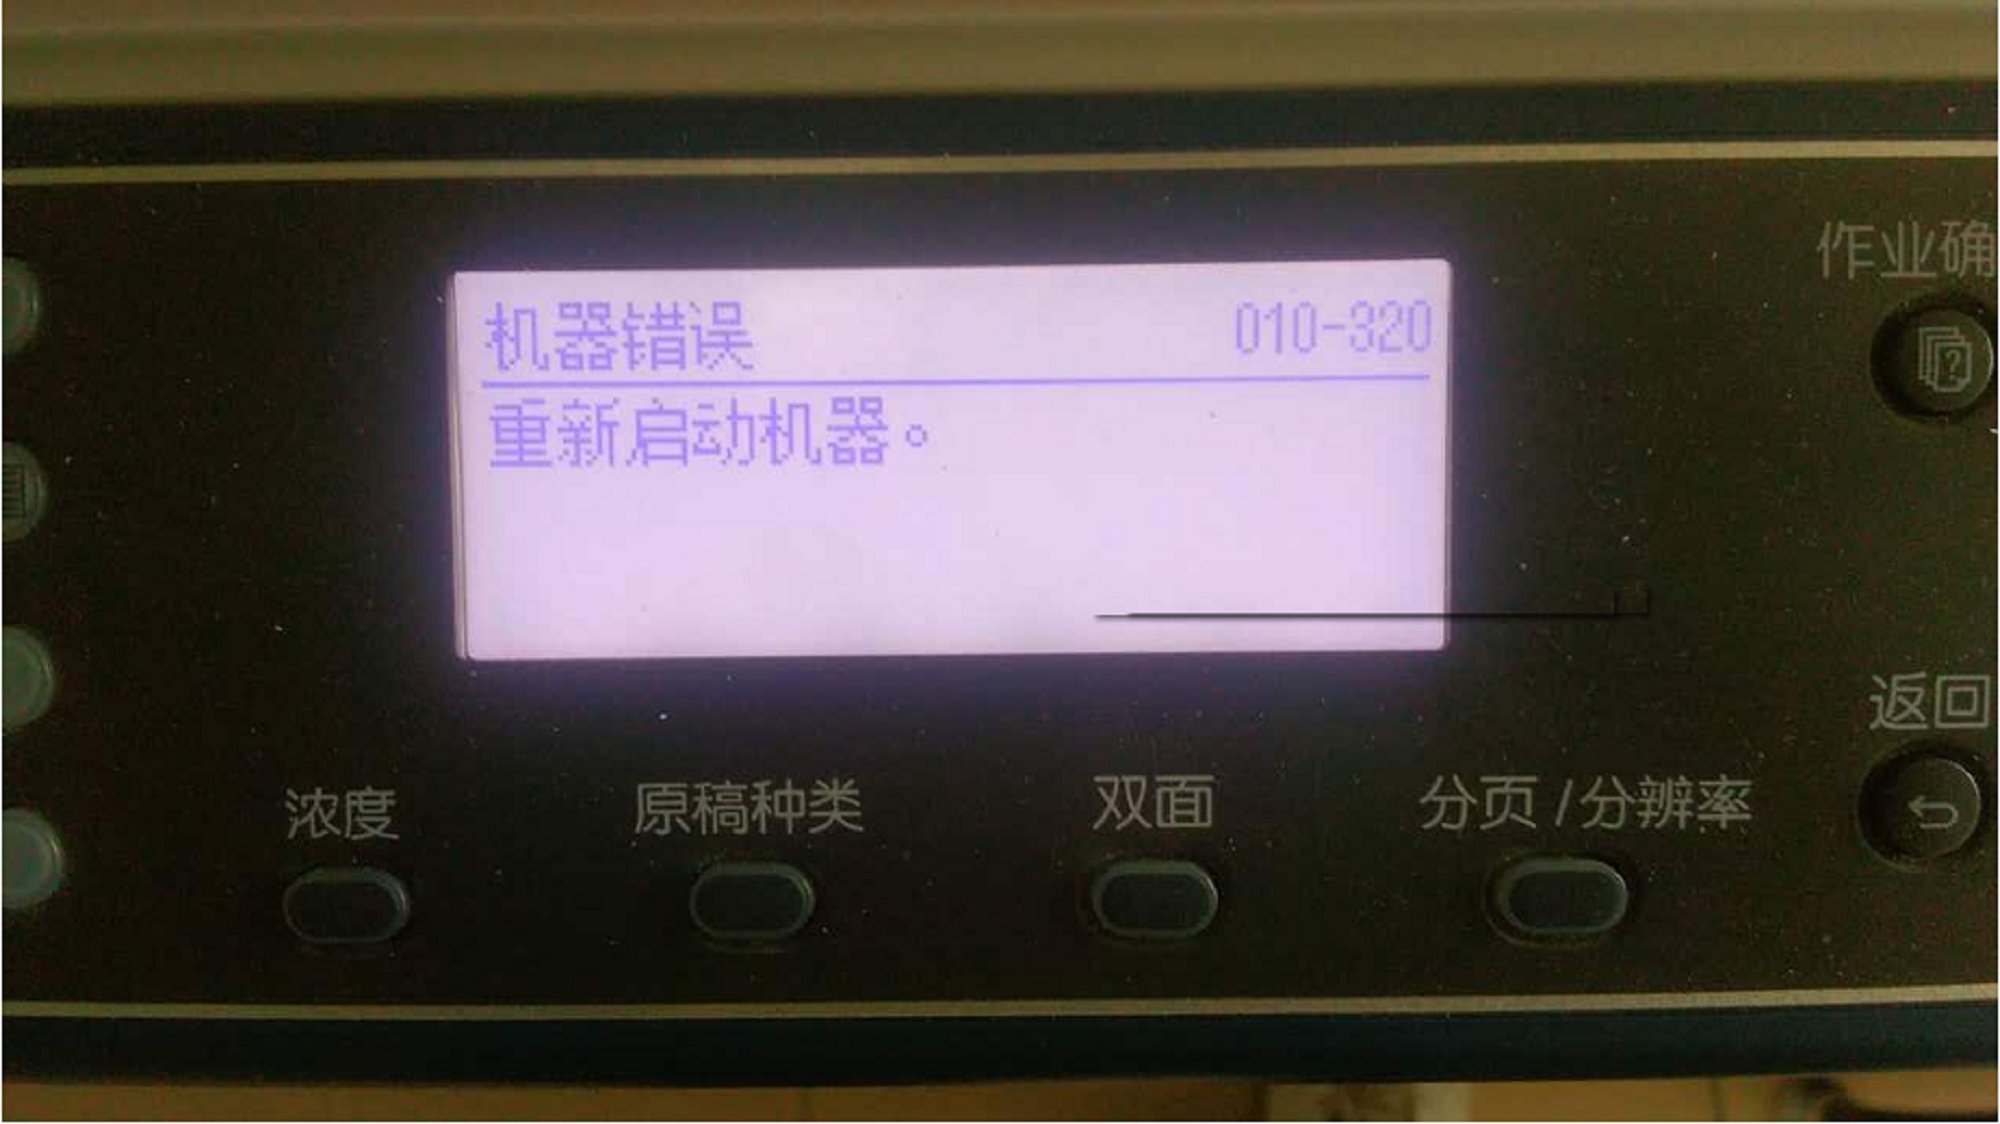 机器错误 010-320
重新启动机器。
作业确
返回
浓度 原稿种类 双面 分页/分辨率